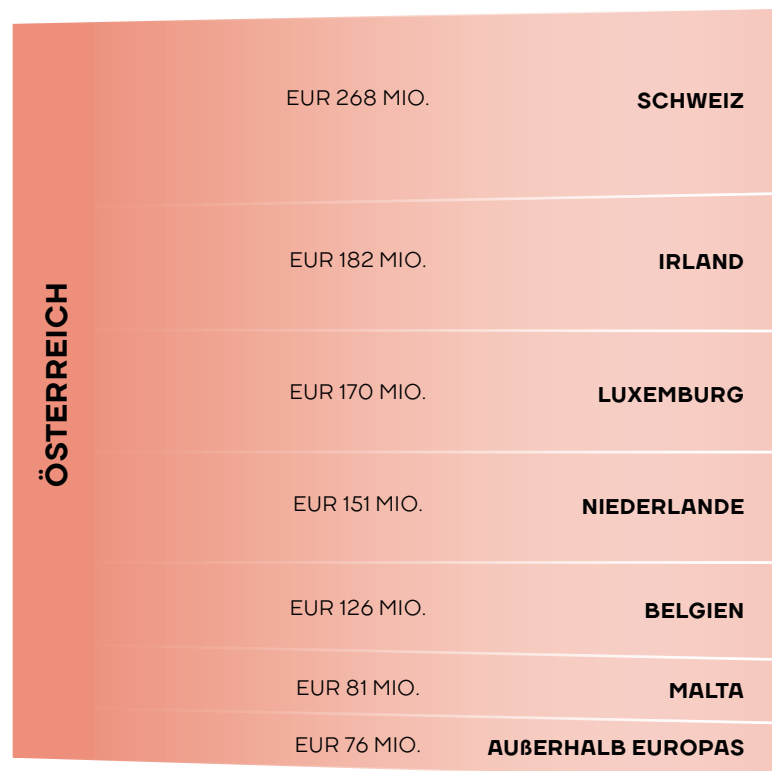 ÖSTERREICH
EUR 268 MIO. SCHWEIZ
EUR 182 MIO. IRLAND
EUR 170 MIO. LUXEMBURG
EUR 151 MIO. NIEDERLANDE
EUR 126 MIO. BELGIEN
EUR 81 MIO. MALTA
EUR 76 MIO. AUßERHALB EUROPAS